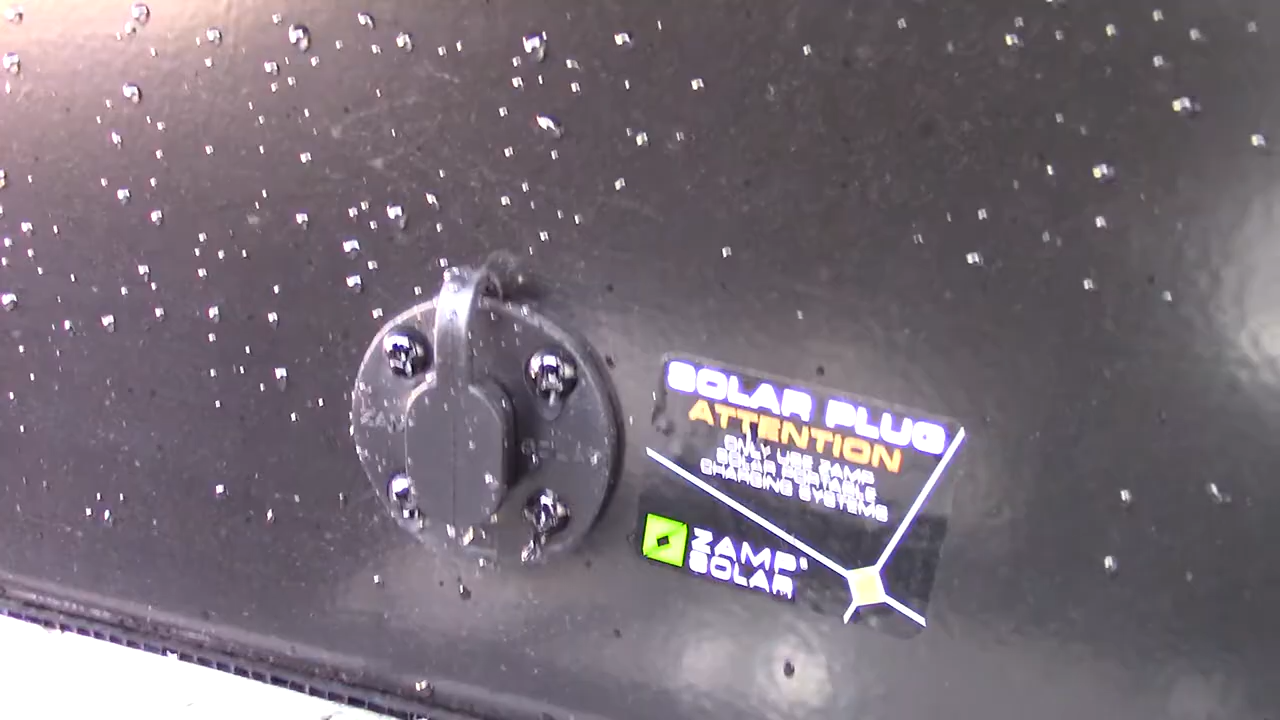 SOLAR PLUG
ATTENTION
ONLY USE ZAMP
SOLAR PORTABLE
CHARGING SYSTEMS
ZAMP
SOLAR